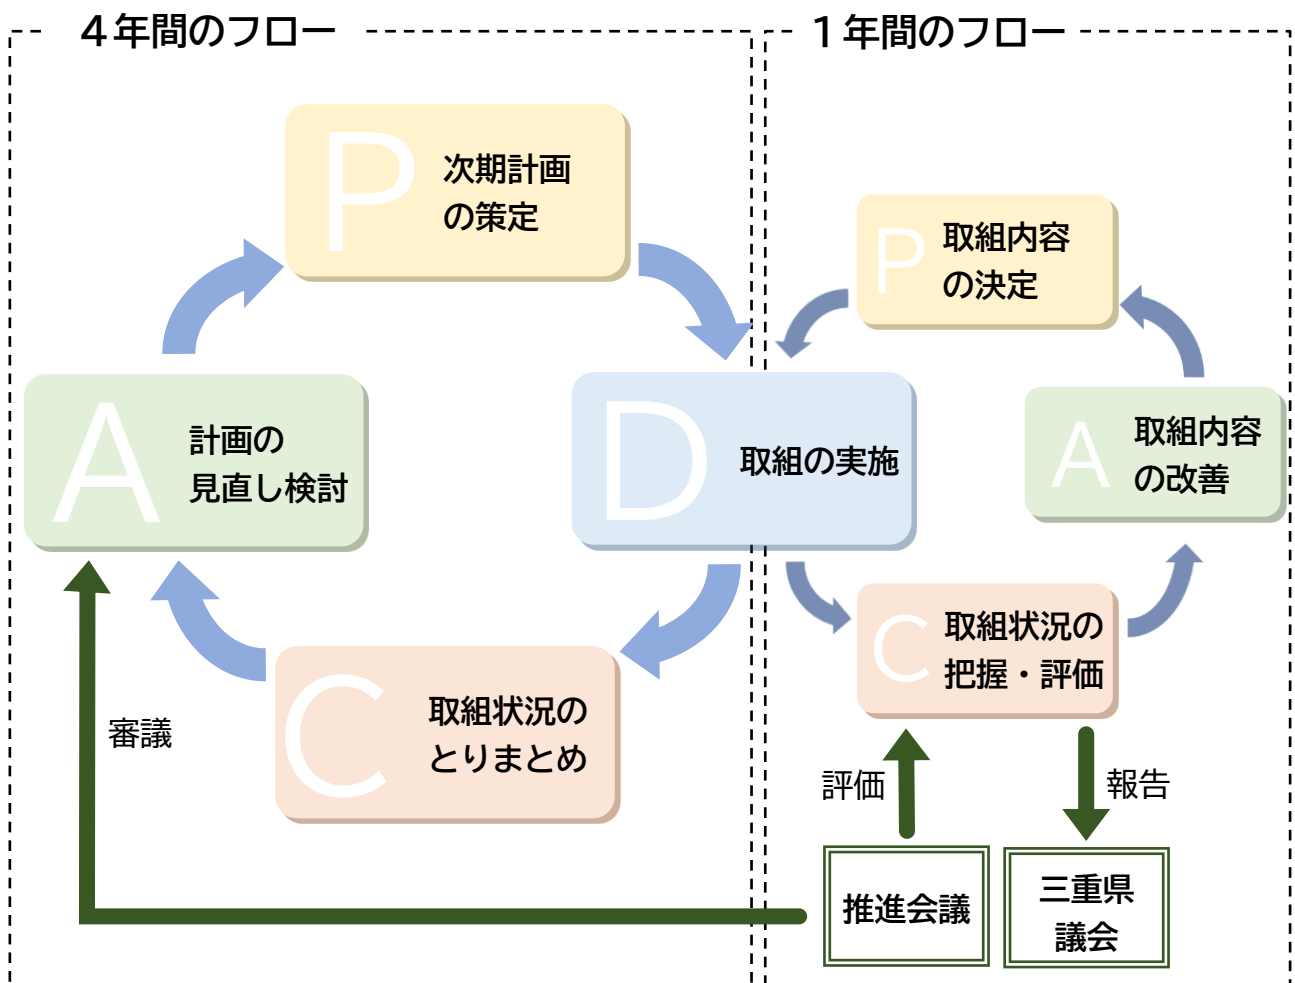 ４年間のフロー
P
次期計画
の策定
A
計画の
見直し検討
D
取組の実施
C
取組状況の
とりまとめ
審議
１年間のフロー
P
取組内容
の決定
A
取組内容
の改善
C
取組状況の
把握・評価
評価
報告
推進会議
三重県
議会